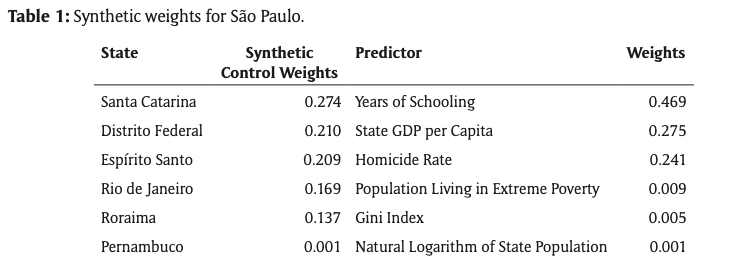 Table 1: Synthetic weights for São Paulo.
State Synthetic Control Weights Predictor Weights
Santa Catarina 0.274 Years of Schooling 0.469
Distrito Federal 0.210 State GDP per Capita 0.275
Espírito Santo 0.209 Homicide Rate 0.241
Rio de Janeiro 0.169 Population Living in Extreme Poverty 0.009
Roraima 0.137 Gini Index 0.005
Pernambuco 0.001 Natural Logarithm of State Population 0.001